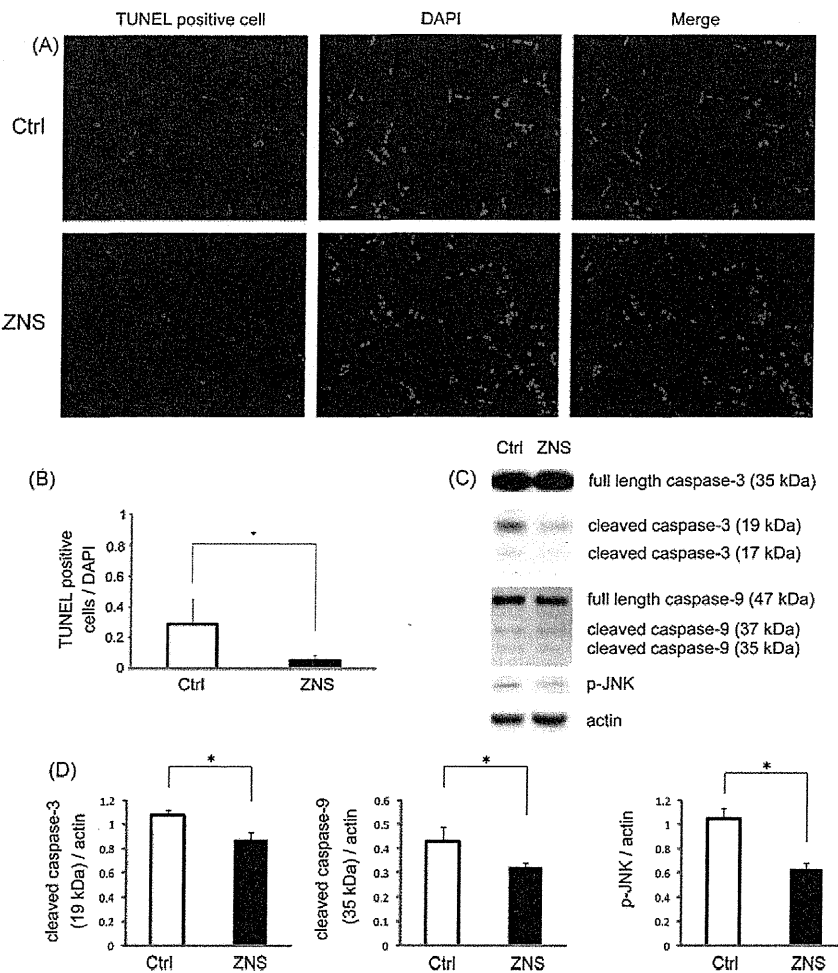 TUNEL positive cell DAPI Merge
(A)
Ctrl
ZNS
(B)
TUNEL positive
cells / DAPI
1
0.8
0.6
0.4
0.2
0
*
Ctrl ZNS
(C)
Ctrl ZNS
full length caspase-3 (35 kDa)
cleaved caspase-3 (19 kDa)
cleaved caspase-3 (17 kDa)
full length caspase-9 (47 kDa)
cleaved caspase-9 (37 kDa)
cleaved caspase-9 (35 kDa)
p-JNK
actin
(D)
cleaved caspase-3
(19 kDa) / actin
1.2
1
0.8
0.6
0.4
0.2
0
*
Ctrl ZNS
cleaved caspase-9
(35 kDa) / actin
0.6
0.5
0.4
0.3
0.2
0.1
0
*
Ctrl ZNS
p-JNK / actin
1.2
1
0.8
0.6
0.4
0.2
0
*
Ctrl ZNS